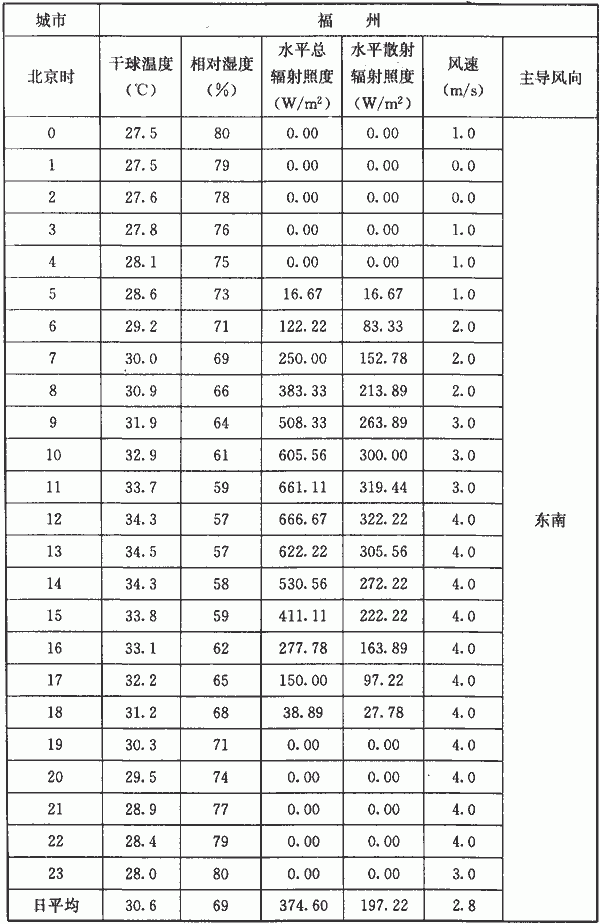 城市 福 州
北京时 干球温度(℃) 相对湿度(%) 水平总辐射照度(W/m²) 水平散射辐射照度(W/m²) 风速(m/s) 主导风向
0 27.5 80 0.00 0.00 1.0
1 27.5 79 0.00 0.00 0.0
2 27.6 78 0.00 0.00 0.0
3 27.8 76 0.00 0.00 1.0
4 28.1 75 0.00 0.00 1.0
5 28.6 73 16.67 16.67 1.0
6 29.2 71 122.22 83.33 2.0
7 30.0 69 250.00 152.78 2.0
8 30.9 66 383.33 213.89 2.0
9 31.9 64 508.33 263.89 3.0
10 32.9 61 605.56 300.00 3.0
11 33.7 59 661.11 319.44 3.0
12 34.3 57 666.67 322.22 4.0 东南
13 34.5 57 622.22 305.56 4.0
14 34.3 58 530.56 272.22 4.0
15 33.8 59 411.11 222.22 4.0
16 33.1 62 277.78 163.89 4.0
17 32.2 65 150.00 97.22 4.0
18 31.2 68 38.89 27.78 4.0
19 30.3 71 0.00 0.00 4.0
20 29.5 74 0.00 0.00 4.0
21 28.9 77 0.00 0.00 4.0
22 28.4 79 0.00 0.00 4.0
23 28.0 80 0.00 0.00 3.0
日平均 30.6 69 374.60 197.22 2.8